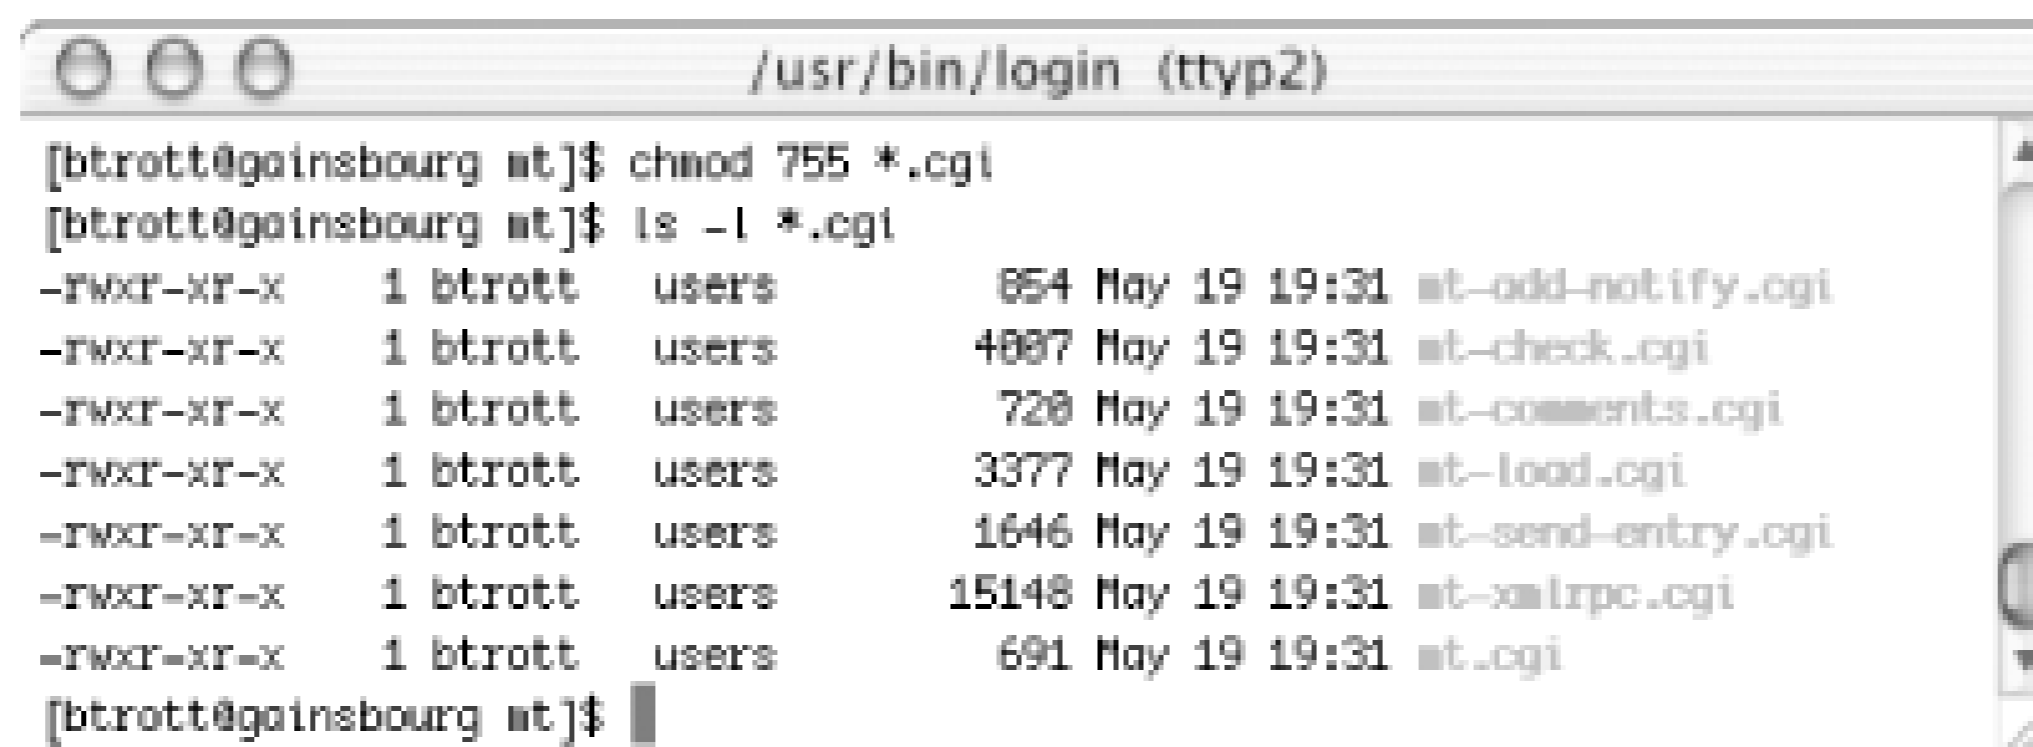 /usr/bin/login (ttyp2)
[btrott@gainsbourg mt]$ chmod 755 *.cgi
[btrott@gainsbourg mt]$ ls -l *.cgi
-rwxr-xr-x    1 btrott   users         854 May 19 19:31 mt-add-notify.cgi
-rwxr-xr-x    1 btrott   users        4007 May 19 19:31 mt-check.cgi
-rwxr-xr-x    1 btrott   users         720 May 19 19:31 mt-comments.cgi
-rwxr-xr-x    1 btrott   users        3377 May 19 19:31 mt-load.cgi
-rwxr-xr-x    1 btrott   users        1646 May 19 19:31 mt-send-entry.cgi
-rwxr-xr-x    1 btrott   users       15148 May 19 19:31 mt-xmlrpc.cgi
-rwxr-xr-x    1 btrott   users         691 May 19 19:31 mt.cgi
[btrott@gainsbourg mt]$